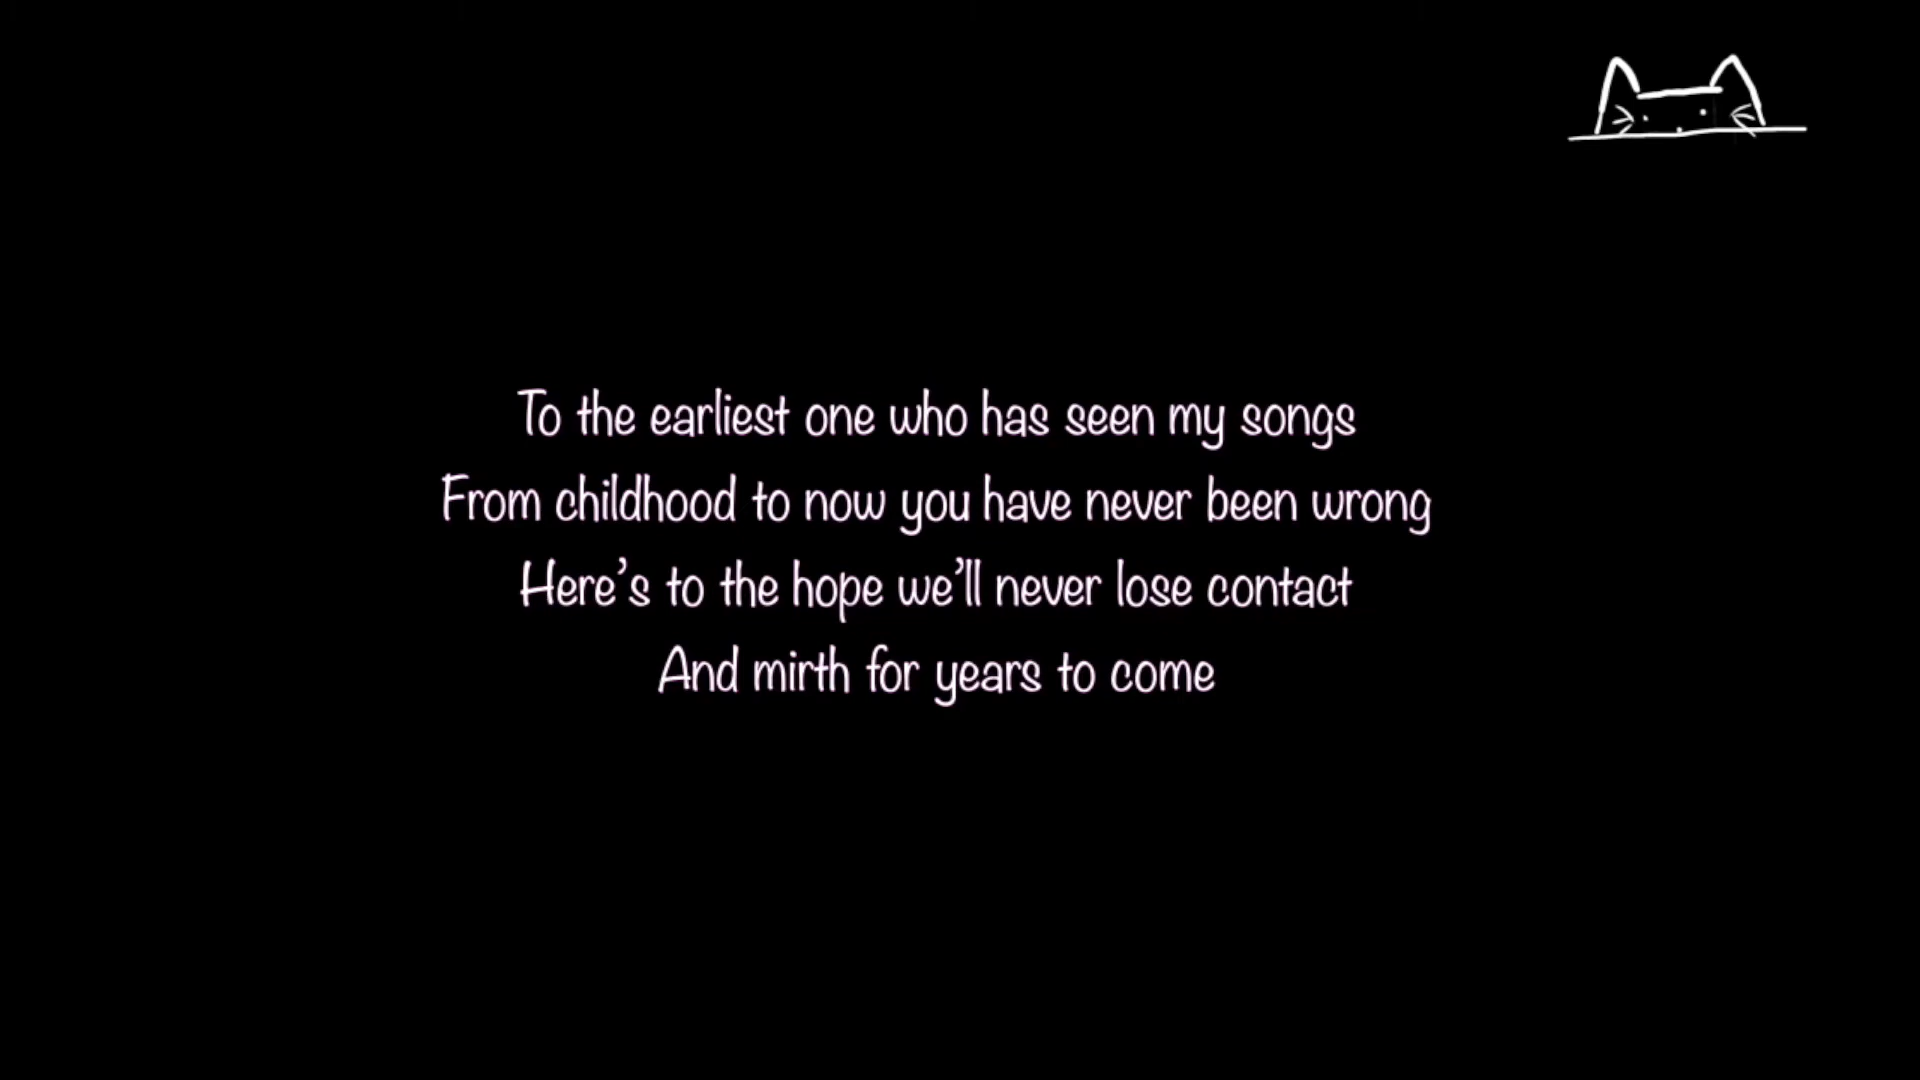 To the earliest one who has seen my songs
From childhood to now you have never been wrong
Here's to the hope we'll never lose contact
And mirth for years to come